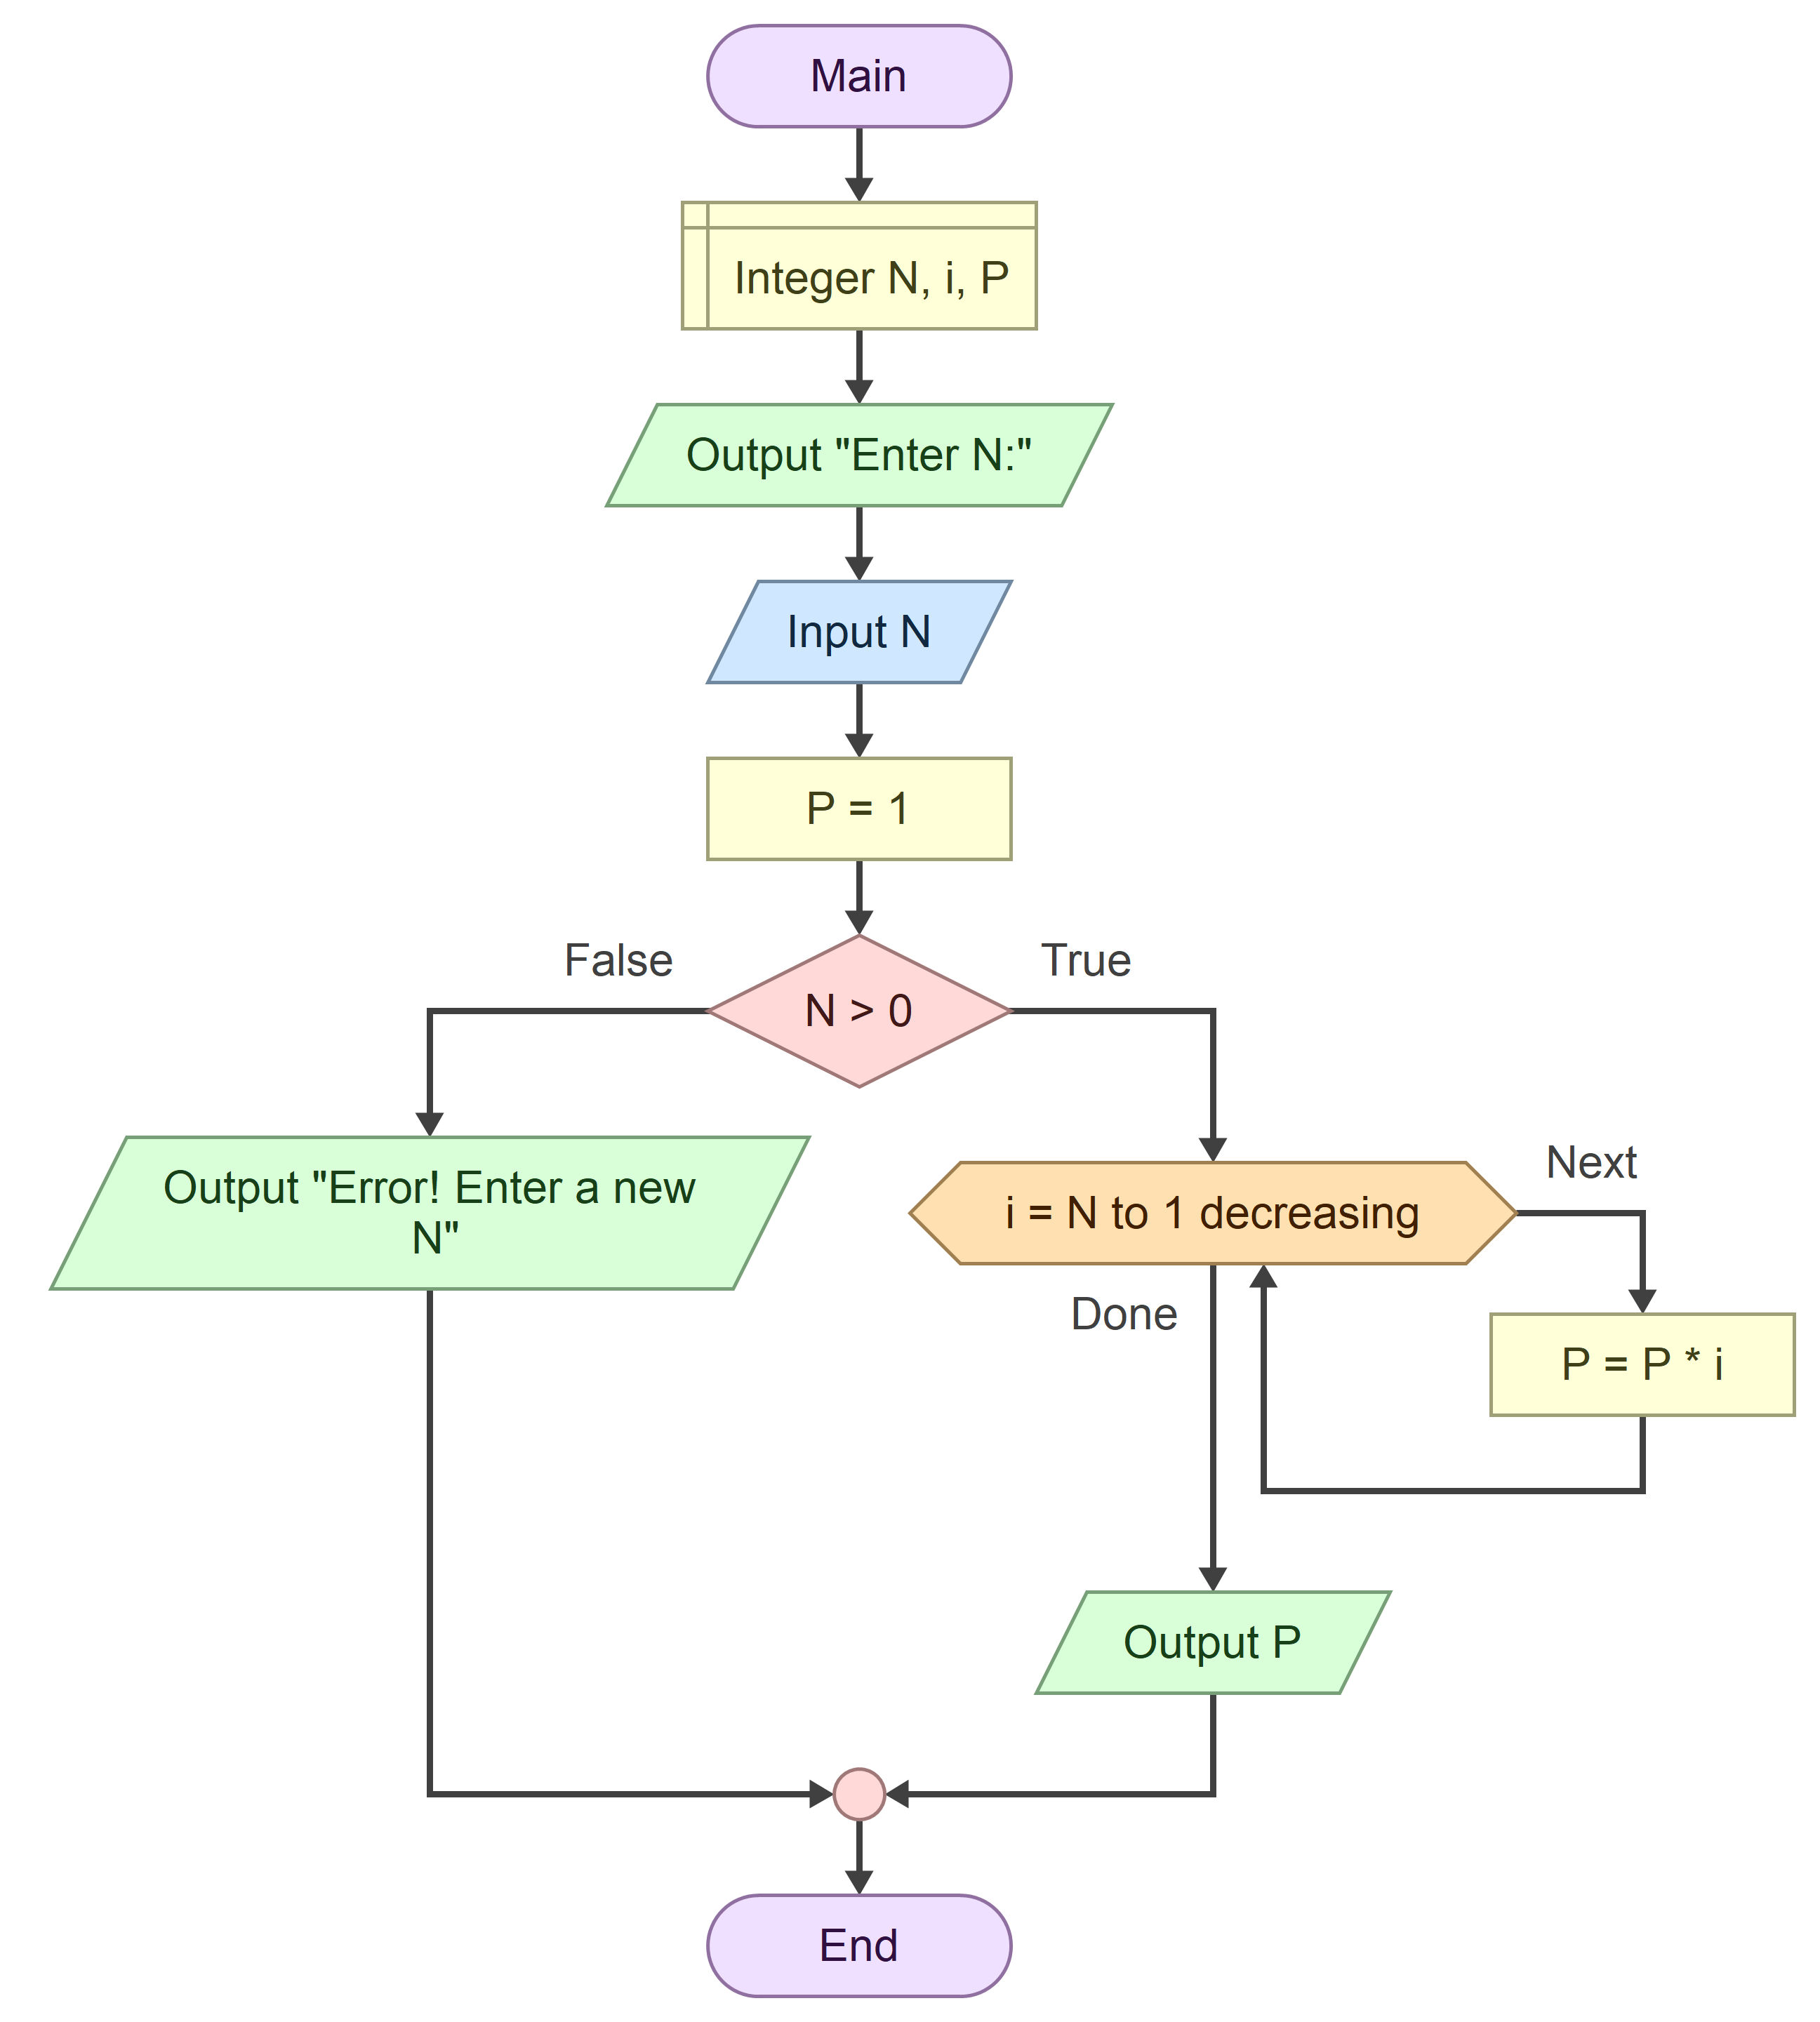 Main
Integer N, i, P
Output "Enter N:"
Input N
P = 1
False
True
N > 0
Output "Error! Enter a new
N"
i = N to 1 decreasing
Next
Done
P = P * i
Output P
End